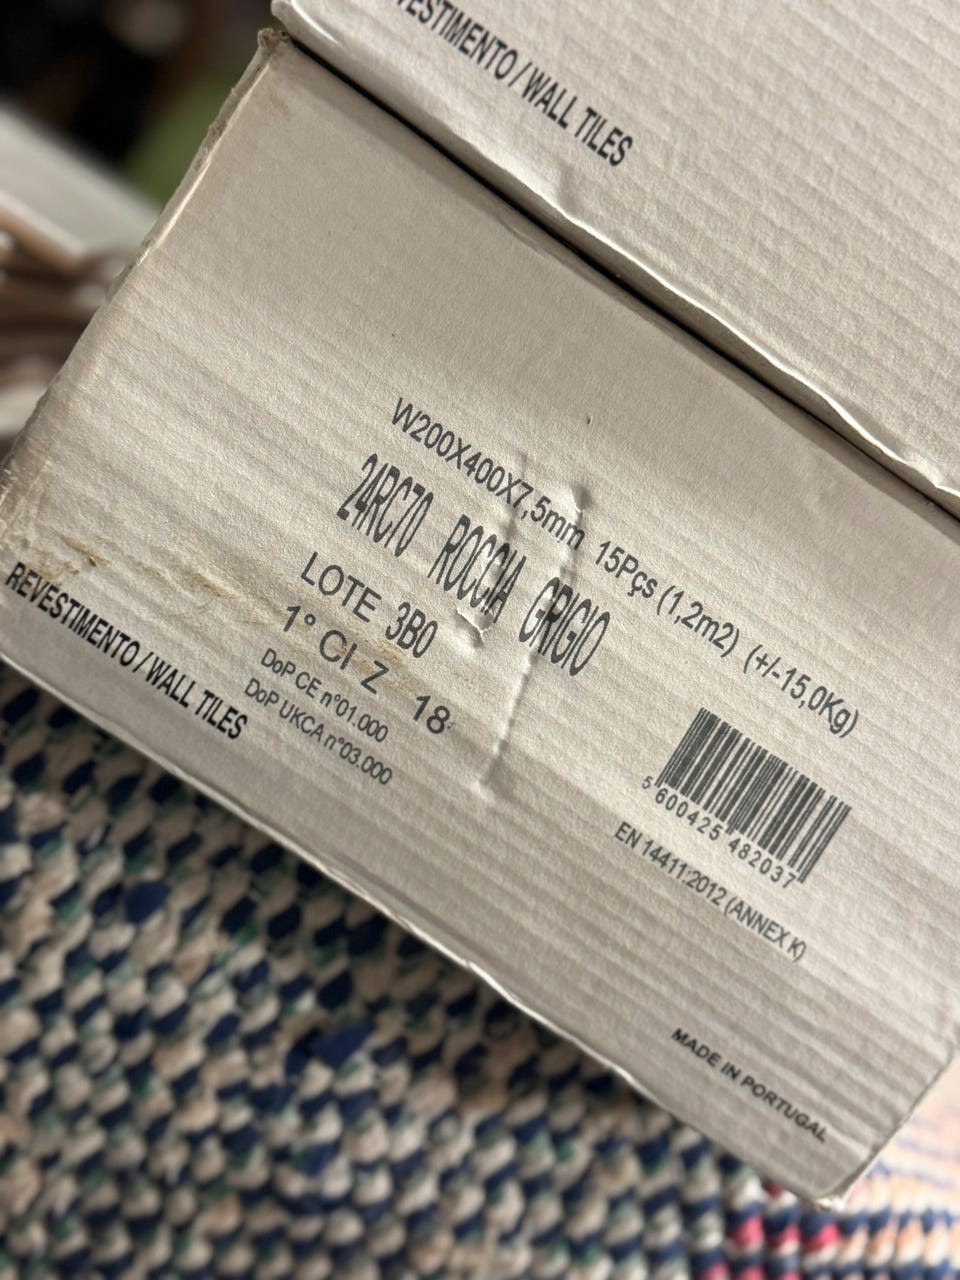 REVESTIMENTO / WALL TILES
W200X400X7,5mm 15Pçs (1,2m2) (+/-15,0Kg)
24RC70 ROCCIA GRIGIO
LOTE 3B0
1° Cl Z 18
DoP CE n°01.000
DoP UKCA n°03.000
REVESTIMENTO / WALL TILES
5 600425 482037
EN 14411:2012 (ANNEX K)
MADE IN PORTUGAL